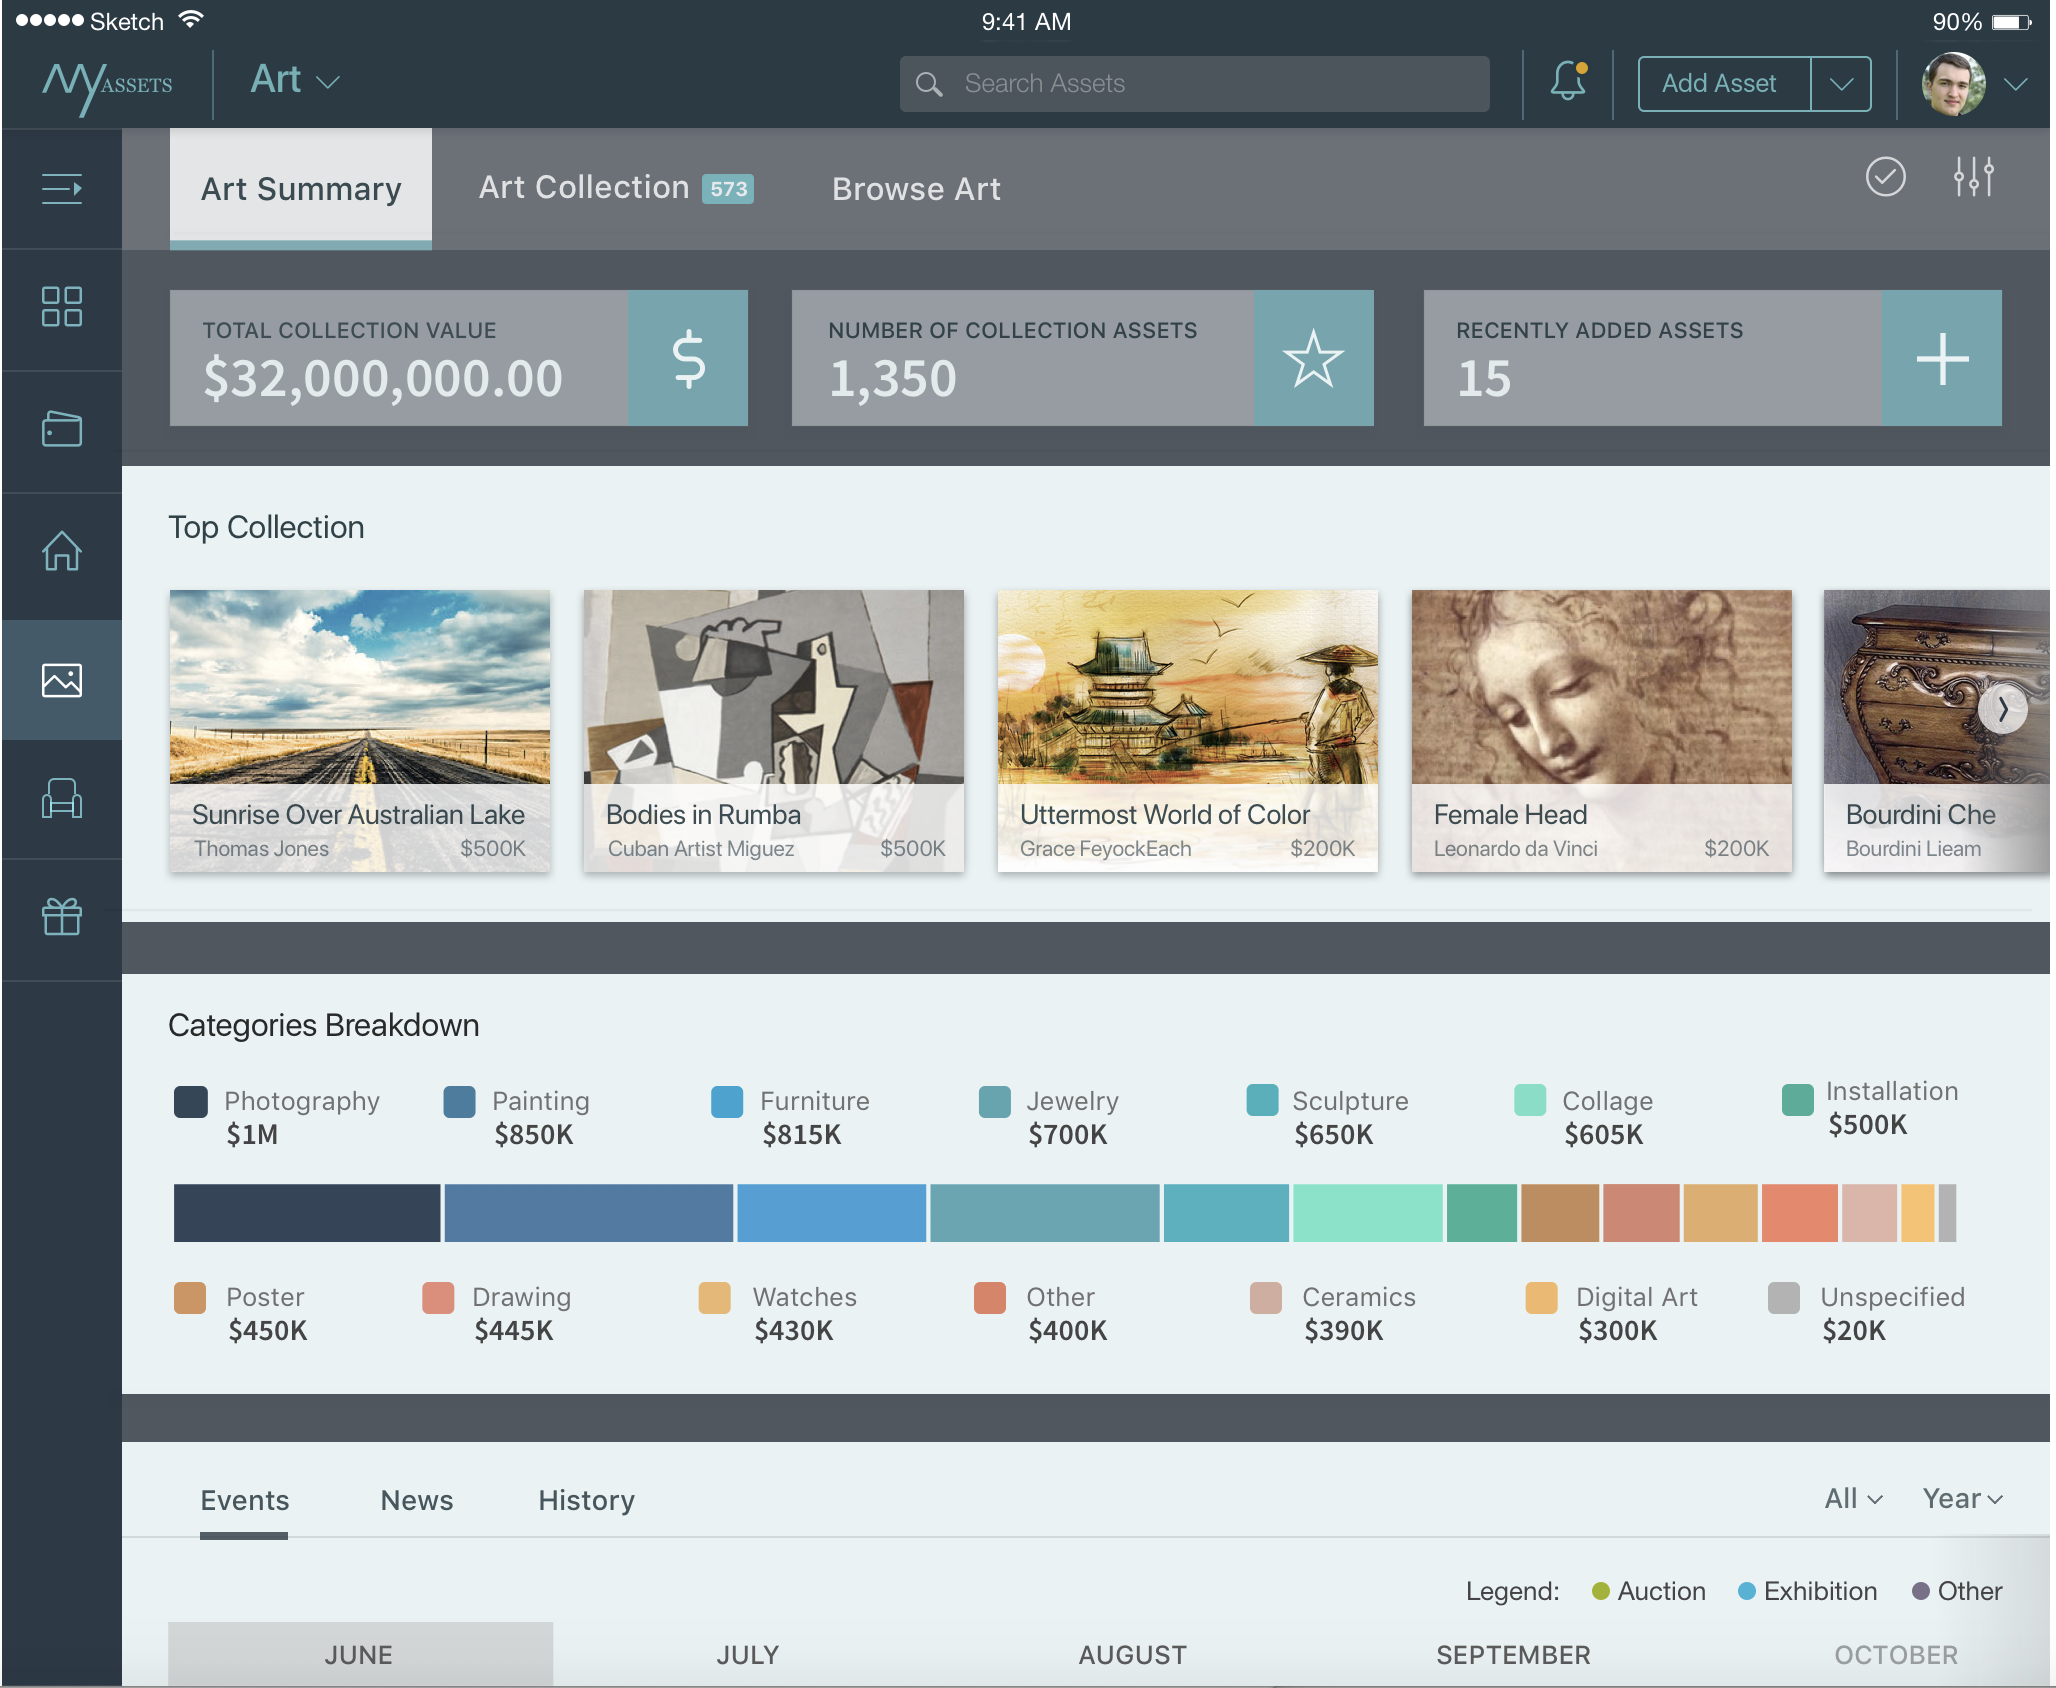 Sketch
9:41 AM
90%
My ASSETS
Art
Search Assets
Add Asset
Art Summary
Art Collection 573
Browse Art
TOTAL COLLECTION VALUE
$32,000,000.00
$
NUMBER OF COLLECTION ASSETS
1,350
RECENTLY ADDED ASSETS
15
Top Collection
Sunrise Over Australian Lake
Thomas Jones $500K
Bodies in Rumba
Cuban Artist Miguez $500K
Uttermost World of Color
Grace FeyockEach $200K
Female Head
Leonardo da Vinci $200K
Bourdini Che
Bourdini Lieam
Categories Breakdown
Photography
$1M
Painting
$850K
Furniture
$815K
Jewelry
$700K
Sculpture
$650K
Collage
$605K
Installation
$500K
Poster
$450K
Drawing
$445K
Watches
$430K
Other
$400K
Ceramics
$390K
Digital Art
$300K
Unspecified
$20K
Events News History All Year
Legend: Auction Exhibition Other
JUNE JULY AUGUST SEPTEMBER OCTOBER